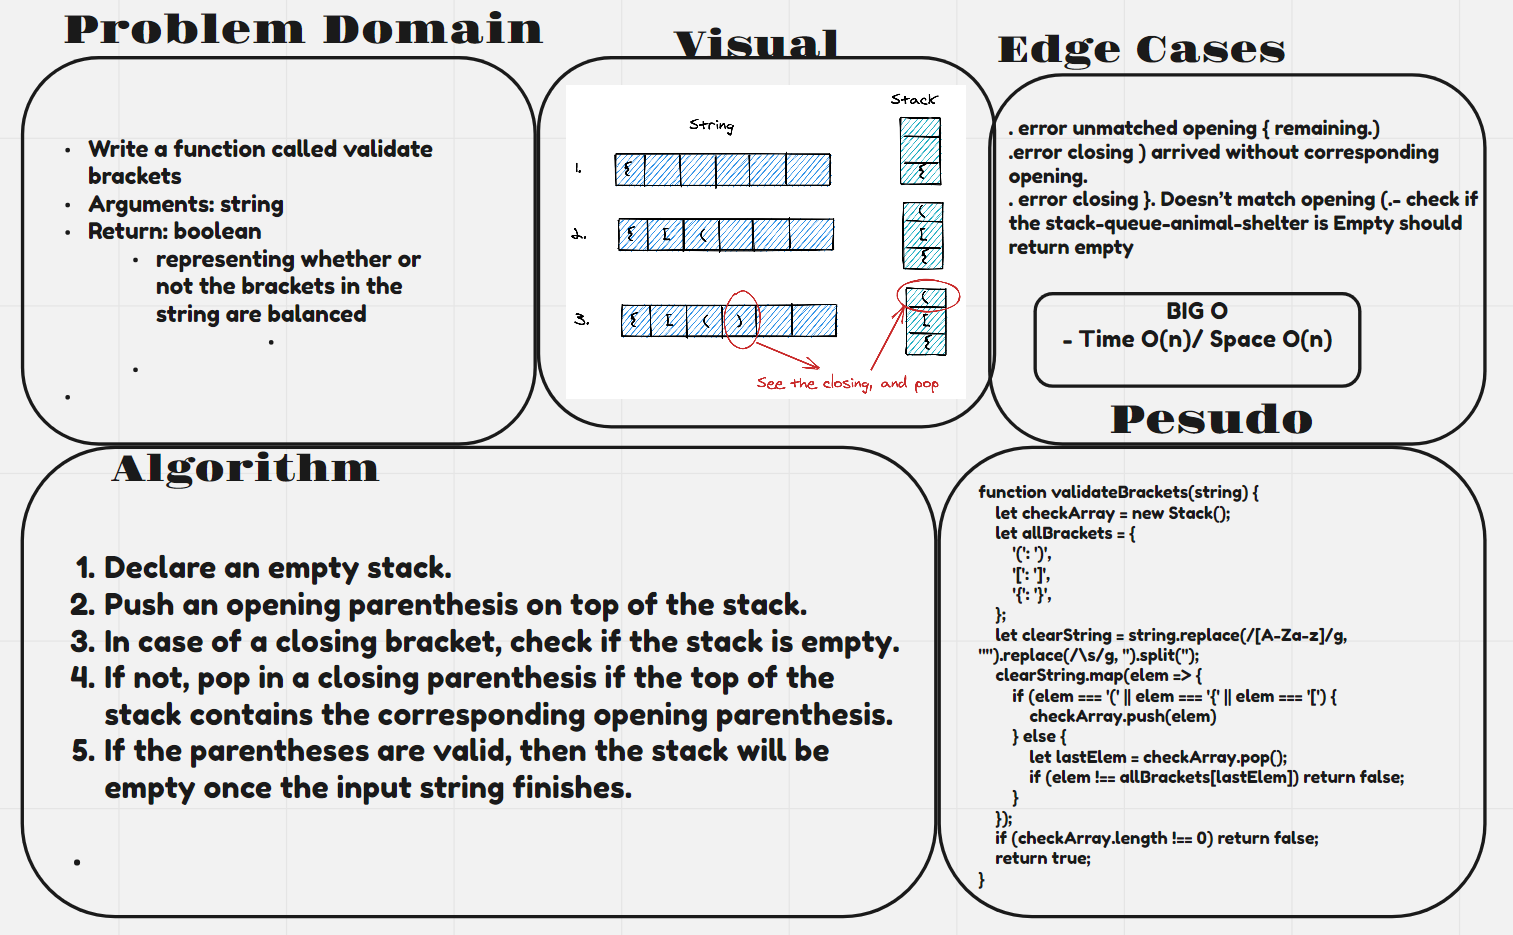 Problem Domain
· Write a function called validate
brackets
· Arguments: string
· Return: boolean
· representing whether or
not the brackets in the
string are balanced
Visual
Stack
String
1.
{
{
2.
{ [ (
(
[
{
3.
{ [ ( )
(
[
{
See the closing, and pop
Edge Cases
. error unmatched opening { remaining.)
.error closing ) arrived without corresponding
opening.
. error closing }. Doesn't match opening (.- check if
the stack-queue-animal-shelter is Empty should
return empty
BIG O
- Time O(n)/ Space O(n)
Algorithm
1. Declare an empty stack.
2. Push an opening parenthesis on top of the stack.
3. In case of a closing bracket, check if the stack is empty.
4. If not, pop in a closing parenthesis if the top of the
stack contains the corresponding opening parenthesis.
5. If the parentheses are valid, then the stack will be
empty once the input string finishes.
Pesudo
function validateBrackets(string) {
let checkArray = new Stack();
let allBrackets = {
'(': ')',
'[': ']',
'{': '}',
};
let clearString = string.replace(/[A-Za-z]/g,
"").replace(/\s/g, '').split('');
clearString.map(elem => {
if (elem === '(' || elem === '{' || elem === '[') {
checkArray.push(elem)
} else {
let lastElem = checkArray.pop();
if (elem !== allBrackets[lastElem]) return false;
}
});
if (checkArray.length !== 0) return false;
return true;
}